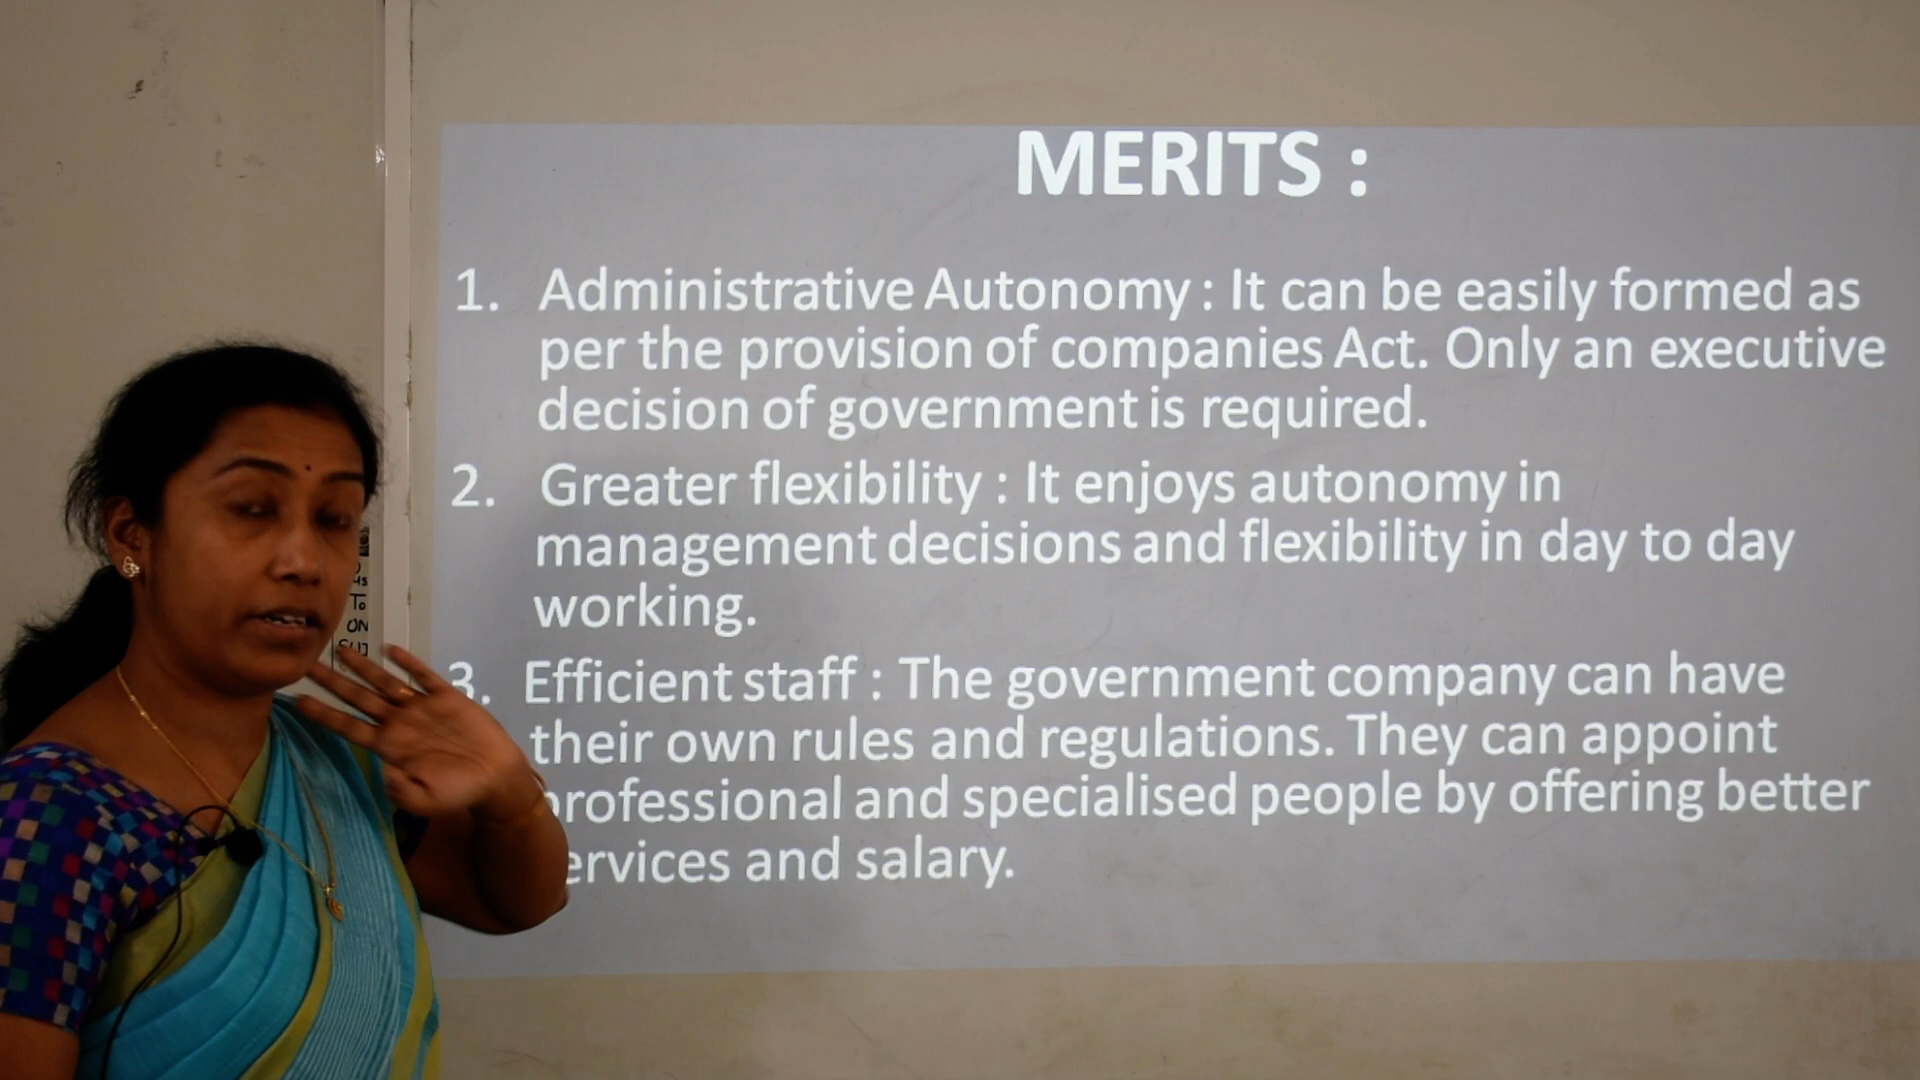 MERITS :
1. Administrative Autonomy : It can be easily formed as
per the provision of companies Act. Only an executive
decision of government is required.
2. Greater flexibility : It enjoys autonomy in
management decisions and flexibility in day to day
working.
3. Efficient staff : The government company can have
their own rules and regulations. They can appoint
rofessional and specialised people by offering better
ervices and salary.
To
ON